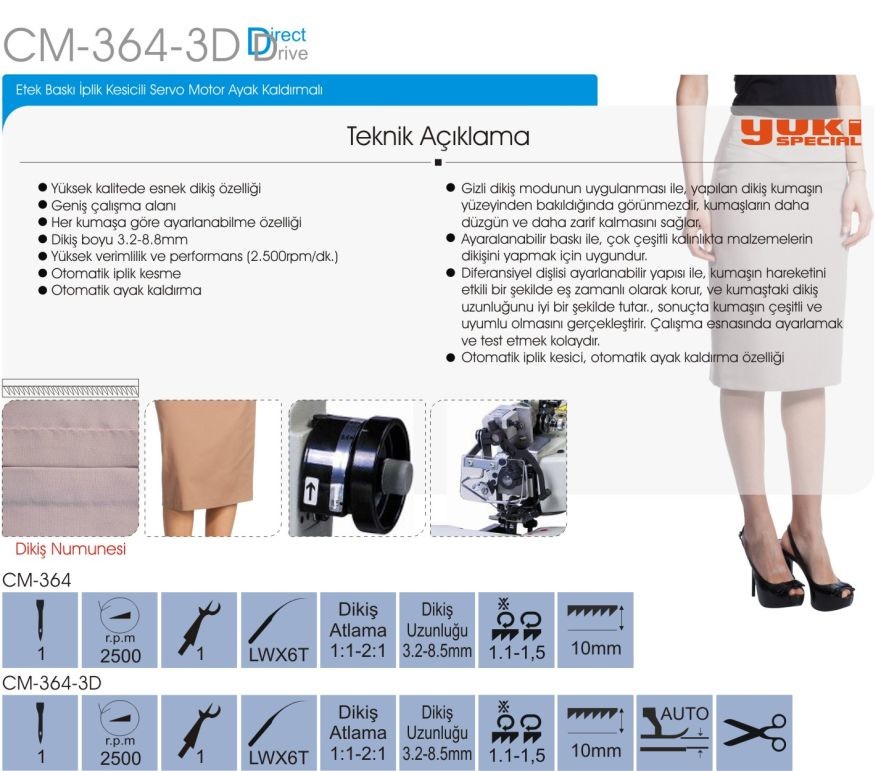 CM-364-3D Direct Drive
Etek Baskı İplik Kesicili Servo Motor Ayak Kaldırmalı
Teknik Açıklama
YUKI
SPECIAL
● Yüksek kalitede esnek dikiş özelliği
● Geniş çalışma alanı
● Her kumaşa göre ayarlanabilme özelliği
● Dikiş boyu 3.2-8.8mm
● Yüksek verimlilik ve performans (2.500rpm/dk.)
● Otomatik iplik kesme
● Otomatik ayak kaldırma
● Gizli dikiş modunun uygulanması ile, yapılan dikiş kumaşın
yüzeyinden bakıldığında görünmezdir, kumaşların daha
düzgün ve daha zarif kalmasını sağlar,
● Ayaralanabilir baskı ile, çok çeşitli kalınlıkta malzemelerin
dikişini yapmak için uygundur.
● Diferansiyel dişlisi ayarlanabilir yapısı ile, kumaşın hareketini
etkili bir şekilde eş zamanlı olarak korur, ve kumaştaki dikiş
uzunluğunu iyi bir şekilde tutar., sonuçta kumaşın çeşitli ve
uyumlu olmasını gerçekleştirir. Çalışma esnasında ayarlamak
ve test etmek kolaydır.
● Otomatik iplik kesici, otomatik ayak kaldırma özelliği
Dikiş Numunesi
CM-364
1
r.p.m
2500
1
LWX6T
Dikiş
Atlama
1:1-2:1
Dikiş
Uzunluğu
3.2-8.5mm
1.1-1,5
10mm
CM-364-3D
1
r.p.m
2500
1
LWX6T
Dikiş
Atlama
1:1-2:1
Dikiş
Uzunluğu
3.2-8.5mm
1.1-1,5
10mm
AUTO